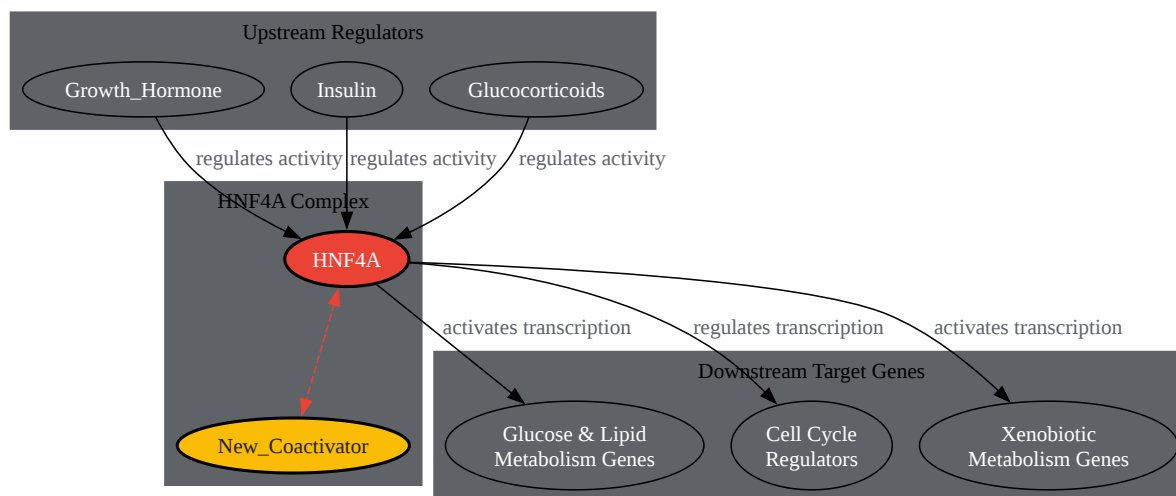 Upstream Regulators
Growth_Hormone
Insulin
Glucocorticoids
regulates activity
regulates activity
regulates activity
HNF4A Complex
HNF4A
activates transcription
regulates transcription
activates transcription
Downstream Target Genes
New_Coactivator
Glucose & Lipid
Metabolism Genes
Cell Cycle
Regulators
Xenobiotic
Metabolism Genes